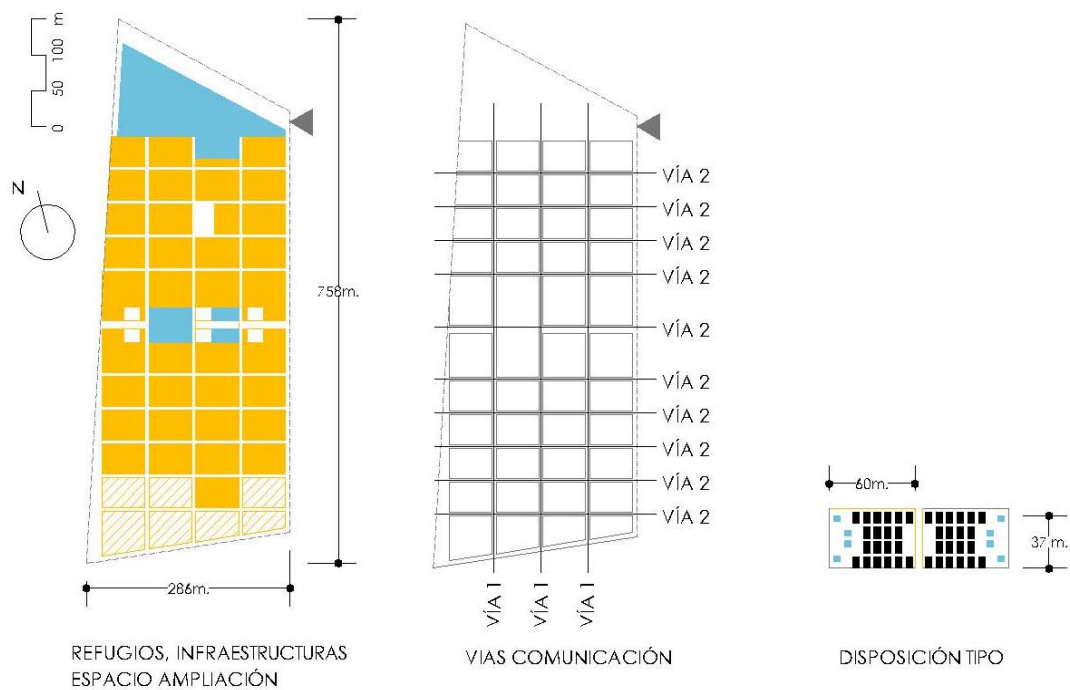 0 50 100 m
N
758m.
286m.
REFUGIOS, INFRAESTRUCTURAS
ESPACIO AMPLIACIÓN
VÍA 2
VÍA 2
VÍA 2
VÍA 2
VÍA 2
VÍA 2
VÍA 2
VÍA 2
VÍA 2
VÍA 2
VÍA 1
VÍA 1
VÍA 1
VIAS COMUNICACIÓN
60m.
37 m.
DISPOSICIÓN TIPO